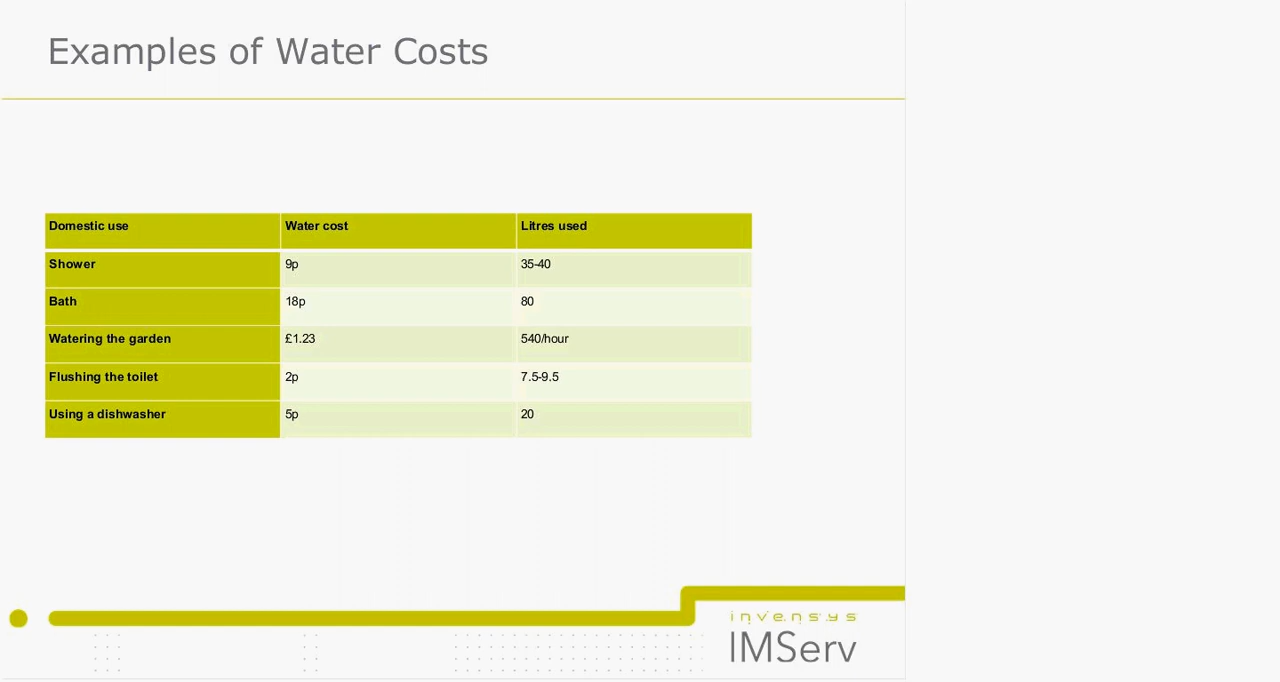 Examples of Water Costs
Domestic use Water cost Litres used
Shower 9p 35-40
Bath 18p 80
Watering the garden £1.23 540/hour
Flushing the toilet 2p 7.5-9.5
Using a dishwasher 5p 20
invensys
IMServ